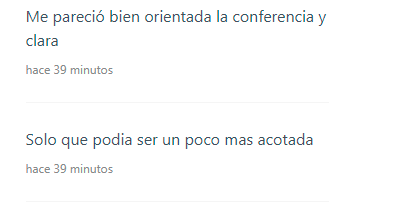 Me pareció bien orientada la conferencia y
clara
hace 39 minutos
Solo que podia ser un poco mas acotada
hace 39 minutos